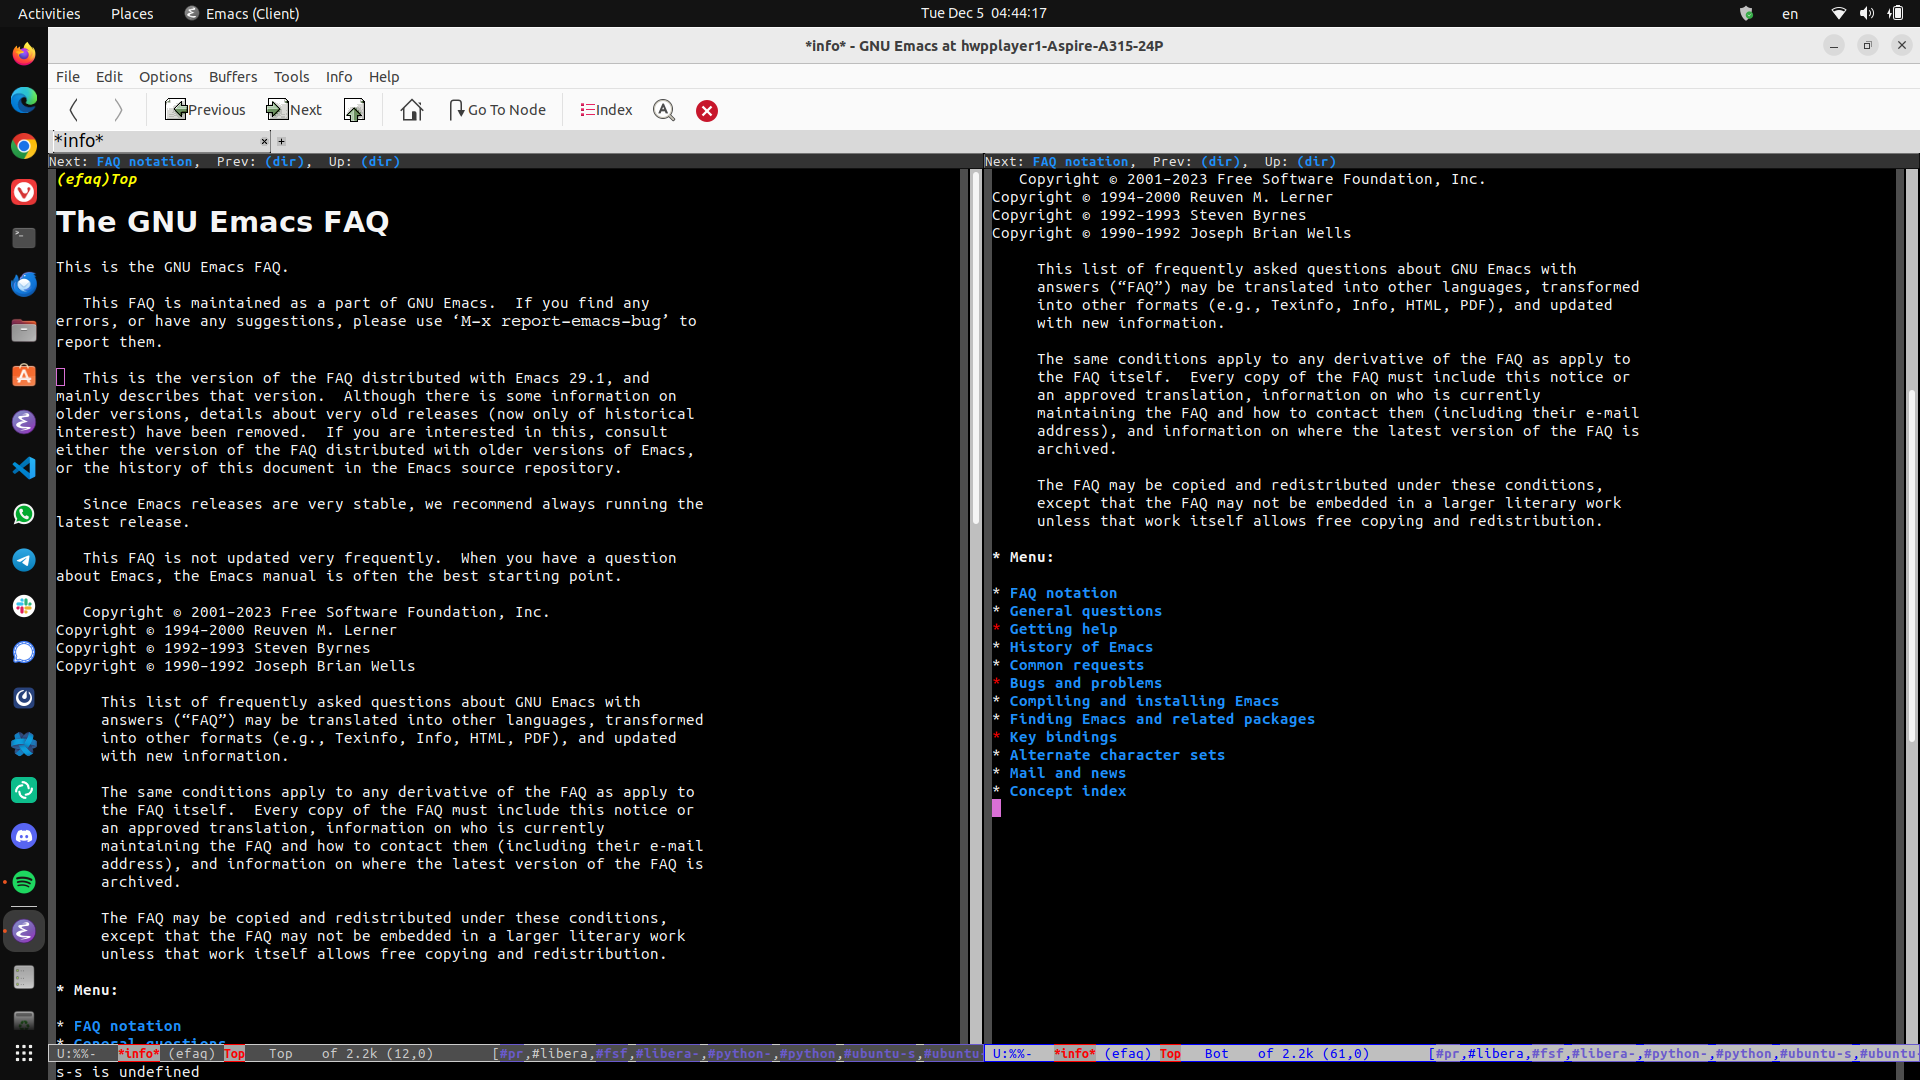 Activities Places Emacs (Client) Tue Dec 5 04:44:17 en
*info* - GNU Emacs at hwpplayer1-Aspire-A315-24P
File Edit Options Buffers Tools Info Help
Previous Next Go To Node Index
*info*
Next: FAQ notation, Prev: (dir), Up: (dir)
(efaq)Top
The GNU Emacs FAQ
This is the GNU Emacs FAQ.
This FAQ is maintained as a part of GNU Emacs. If you find any
errors, or have any suggestions, please use ‘M-x report-emacs-bug’ to
report them.
This is the version of the FAQ distributed with Emacs 29.1, and
mainly describes that version. Although there is some information on
older versions, details about very old releases (now only of historical
interest) have been removed. If you are interested in this, consult
either the version of the FAQ distributed with older versions of Emacs,
or the history of this document in the Emacs source repository.
Since Emacs releases are very stable, we recommend always running the
latest release.
This FAQ is not updated very frequently. When you have a question
about Emacs, the Emacs manual is often the best starting point.
Copyright © 2001-2023 Free Software Foundation, Inc.
Copyright © 1994-2000 Reuven M. Lerner
Copyright © 1992-1993 Steven Byrnes
Copyright © 1990-1992 Joseph Brian Wells
This list of frequently asked questions about GNU Emacs with
answers (“FAQ”) may be translated into other languages, transformed
into other formats (e.g., Texinfo, Info, HTML, PDF), and updated
with new information.
The same conditions apply to any derivative of the FAQ as apply to
the FAQ itself. Every copy of the FAQ must include this notice or
an approved translation, information on who is currently
maintaining the FAQ and how to contact them (including their e-mail
address), and information on where the latest version of the FAQ is
archived.
The FAQ may be copied and redistributed under these conditions,
except that the FAQ may not be embedded in a larger literary work
unless that work itself allows free copying and redistribution.
* Menu:
* FAQ notation
* General questions
U:%%- *info* (efaq) Top Top of 2.2k (12,0) [#pr,#libera,#fsf,#libera-,#python-,#python,#ubuntu-s,#ubuntu-
Next: FAQ notation, Prev: (dir), Up: (dir)
Copyright © 2001-2023 Free Software Foundation, Inc.
Copyright © 1994-2000 Reuven M. Lerner
Copyright © 1992-1993 Steven Byrnes
Copyright © 1990-1992 Joseph Brian Wells
This list of frequently asked questions about GNU Emacs with
answers (“FAQ”) may be translated into other languages, transformed
into other formats (e.g., Texinfo, Info, HTML, PDF), and updated
with new information.
The same conditions apply to any derivative of the FAQ as apply to
the FAQ itself. Every copy of the FAQ must include this notice or
an approved translation, information on who is currently
maintaining the FAQ and how to contact them (including their e-mail
address), and information on where the latest version of the FAQ is
archived.
The FAQ may be copied and redistributed under these conditions,
except that the FAQ may not be embedded in a larger literary work
unless that work itself allows free copying and redistribution.
* Menu:
* FAQ notation
* General questions
* Getting help
* History of Emacs
* Common requests
* Bugs and problems
* Compiling and installing Emacs
* Finding Emacs and related packages
* Key bindings
* Alternate character sets
* Mail and news
* Concept index
U:%%- *info* (efaq) Top Bot of 2.2k (61,0) [#pr,#libera,#fsf,#libera-,#python-,#python,#ubuntu-s,#ubuntu-
s-s is undefined